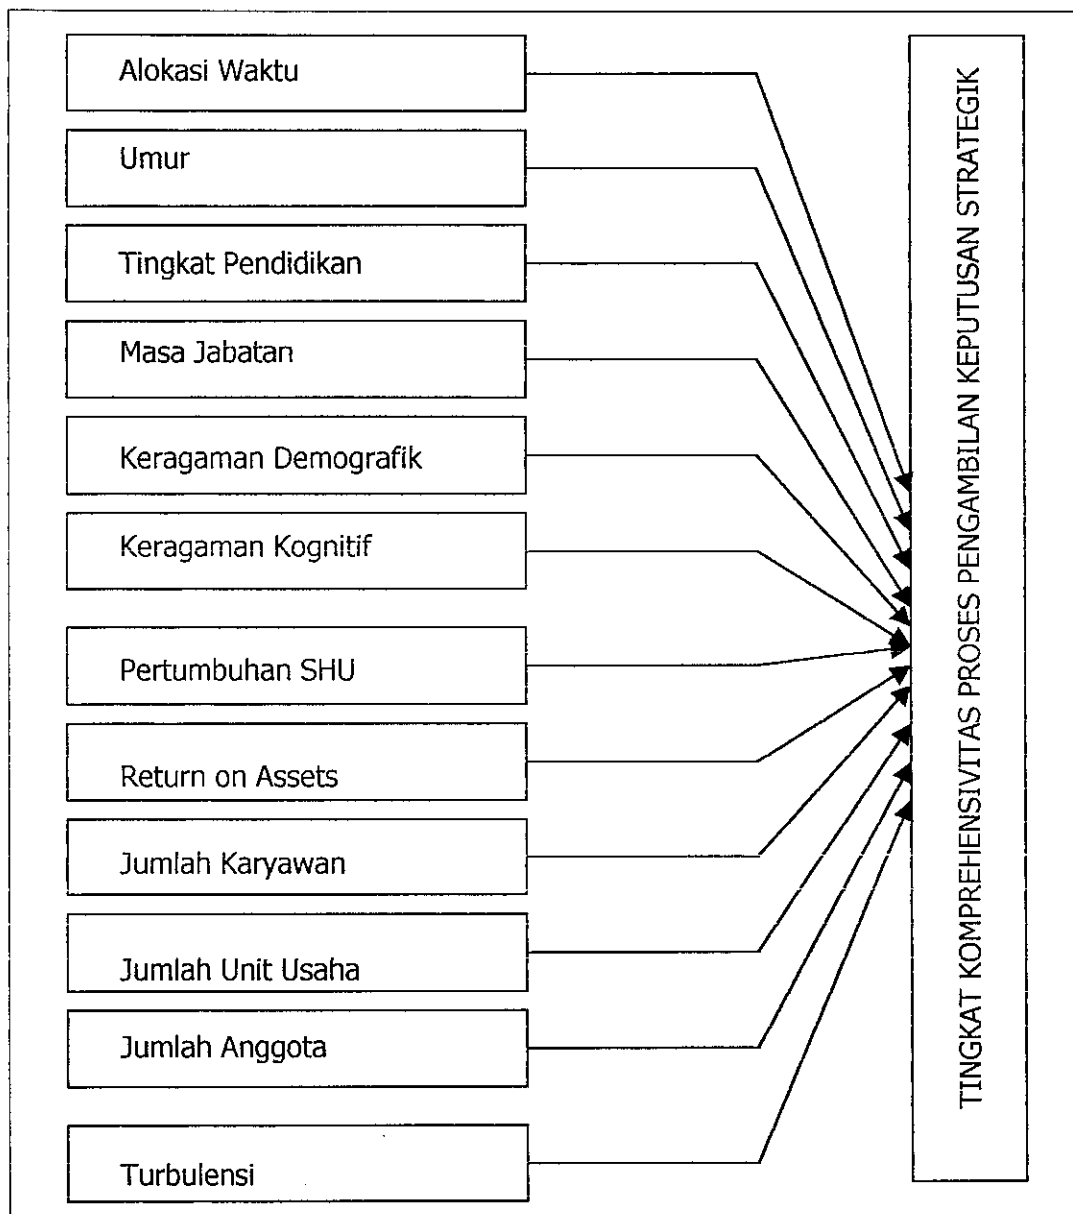 Alokasi Waktu
Umur
Tingkat Pendidikan
Masa Jabatan
Keragaman Demografik
Keragaman Kognitif
Pertumbuhan SHU
Return on Assets
Jumlah Karyawan
Jumlah Unit Usaha
Jumlah Anggota
Turbulensi
TINGKAT KOMPREHENSIVITAS PROSES PENGAMBILAN KEPUTUSAN STRATEGIK